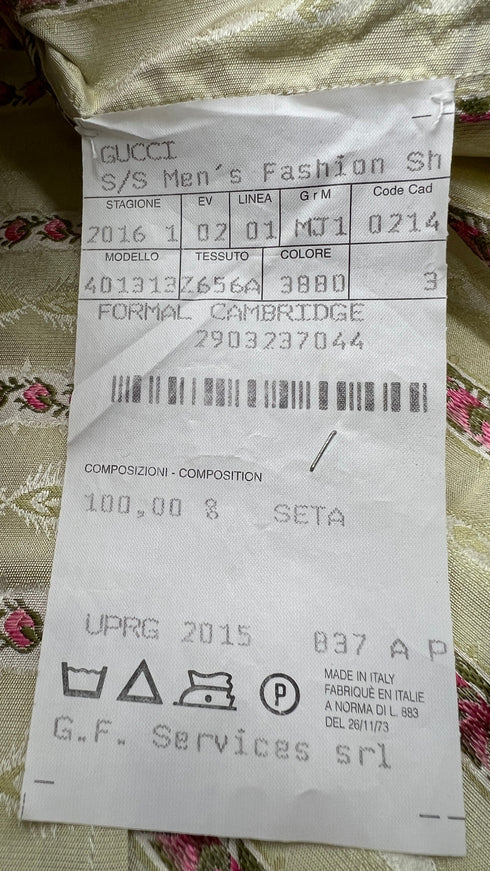 GUCCI
S/S Men's Fashion Sh
STAGIONE EV LINEA GrM Code Cad
2016 1 02 01 MJ1 0214
MODELLO TESSUTO COLORE
401313 Z656A 3880 3
FORMAL CAMBRIDGE
2903237044
COMPOSIZIONI - COMPOSITION
100,00 % SETA
UPRG 2015 037 A P
P
MADE IN ITALY
FABRIQUÈ EN ITALIE
A NORMA DI L. 883
DEL 26/11/73
G.F. Services srl